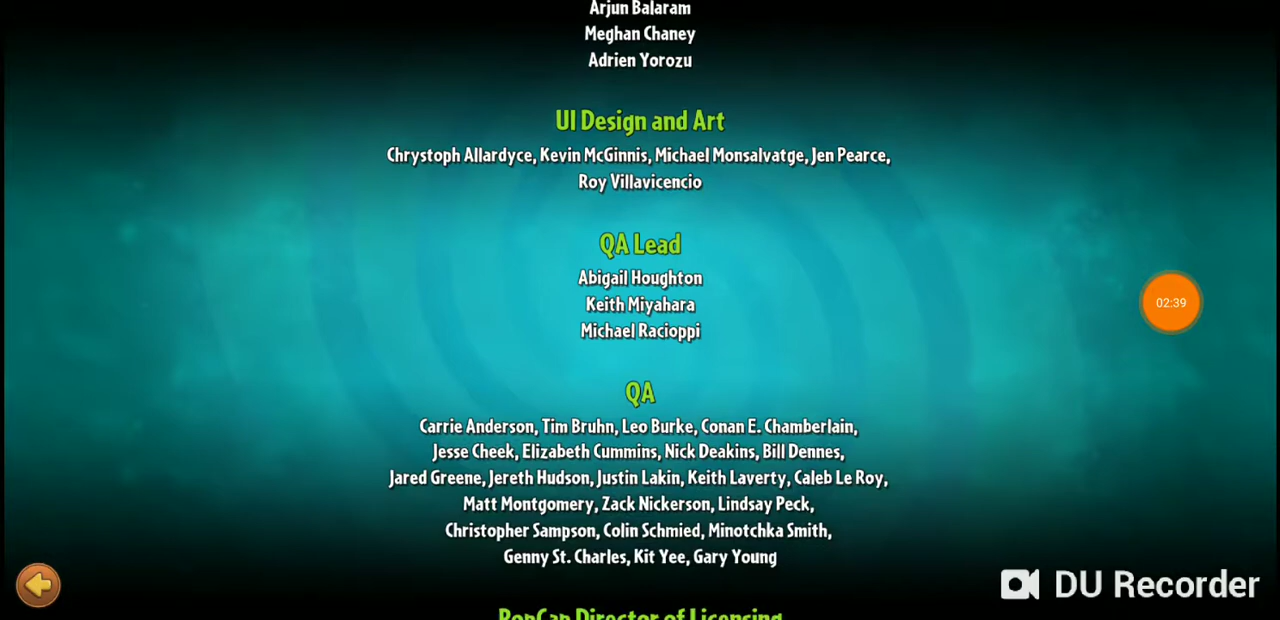 Arjun Balaram
Meghan Chaney
Adrien Yorozu
UI Design and Art
Chrystoph Allardyce, Kevin McGinnis, Michael Monsalvatge, Jen Pearce,
Roy Villavicencio
QA Lead
Abigail Houghton
Keith Miyahara
Michael Racioppi
02:39
QA
Carrie Anderson, Tim Bruhn, Leo Burke, Conan E. Chamberlain,
Jesse Cheek, Elizabeth Cummins, Nick Deakins, Bill Dennes,
Jared Greene, Jereth Hudson, Justin Lakin, Keith Laverty, Caleb Le Roy,
Matt Montgomery, Zack Nickerson, Lindsay Peck,
Christopher Sampson, Colin Schmied, Minotchka Smith,
Genny St. Charles, Kit Yee, Gary Young
DU Recorder
PopCap Director of Licensing